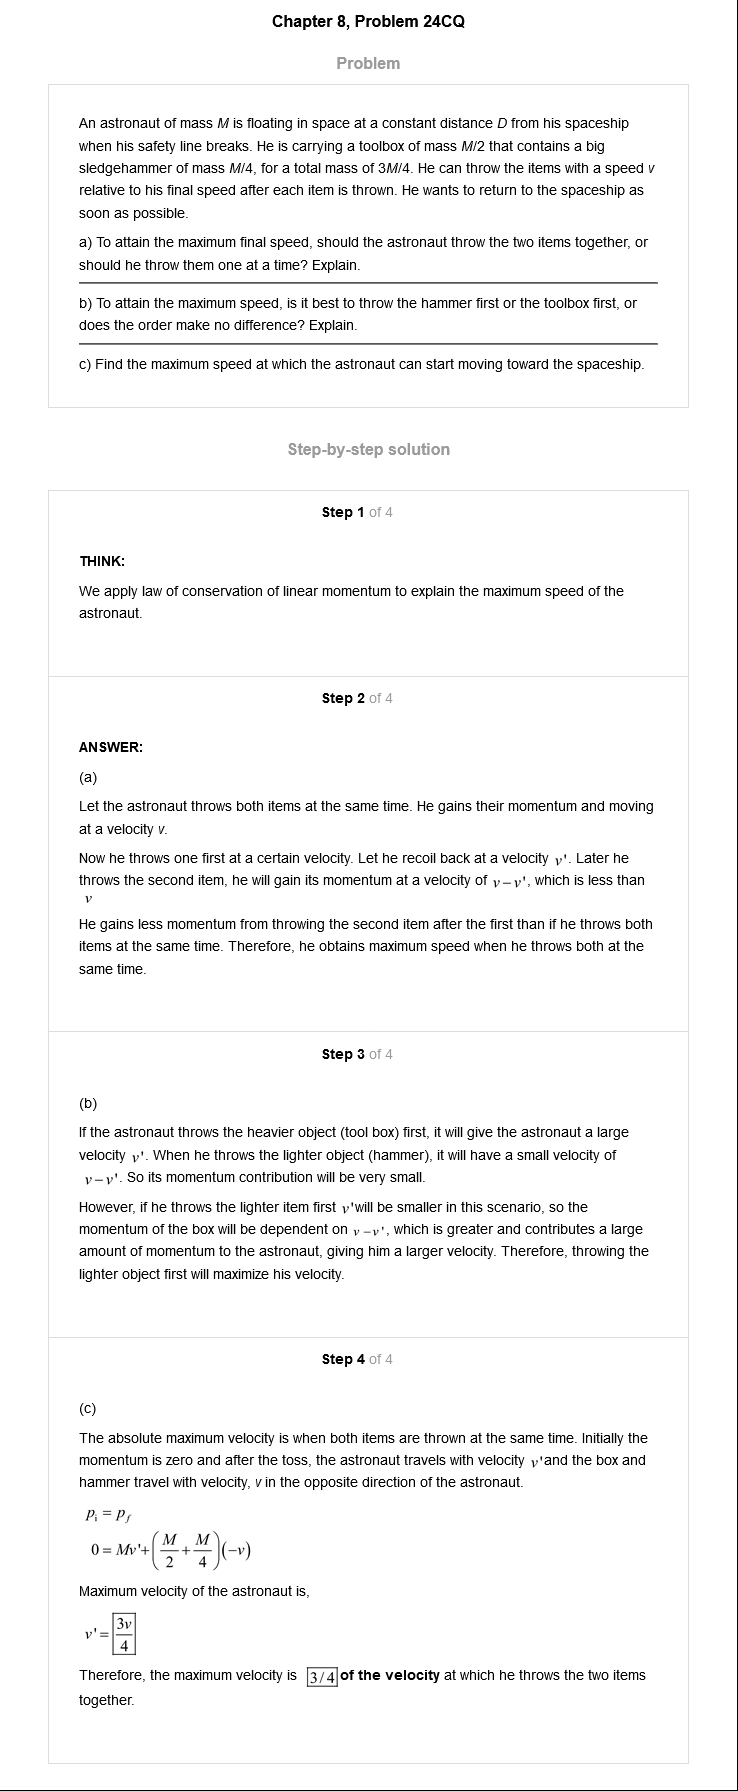 Chapter 8, Problem 24CQ
Problem
An astronaut of mass M is floating in space at a constant distance D from his spaceship
when his safety line breaks. He is carrying a toolbox of mass M/2 that contains a big
sledgehammer of mass M/4, for a total mass of 3M/4. He can throw the items with a speed v
relative to his final speed after each item is thrown. He wants to return to the spaceship as
soon as possible.
a) To attain the maximum final speed, should the astronaut throw the two items together, or
should he throw them one at a time? Explain.
b) To attain the maximum speed, is it best to throw the hammer first or the toolbox first, or
does the order make no difference? Explain.
c) Find the maximum speed at which the astronaut can start moving toward the spaceship.
Step-by-step solution
Step 1 of 4
THINK:
We apply law of conservation of linear momentum to explain the maximum speed of the
astronaut.
Step 2 of 4
ANSWER:
(a)
Let the astronaut throws both items at the same time. He gains their momentum and moving
at a velocity v.
Now he throws one first at a certain velocity. Let he recoil back at a velocity v'. Later he
throws the second item, he will gain its momentum at a velocity of v−v', which is less than
v
He gains less momentum from throwing the second item after the first than if he throws both
items at the same time. Therefore, he obtains maximum speed when he throws both at the
same time.
Step 3 of 4
(b)
If the astronaut throws the heavier object (tool box) first, it will give the astronaut a large
velocity v'. When he throws the lighter object (hammer), it will have a small velocity of
v−v'. So its momentum contribution will be very small.
However, if he throws the lighter item first v'will be smaller in this scenario, so the
momentum of the box will be dependent on v−v', which is greater and contributes a large
amount of momentum to the astronaut, giving him a larger velocity. Therefore, throwing the
lighter object first will maximize his velocity.
Step 4 of 4
(c)
The absolute maximum velocity is when both items are thrown at the same time. Initially the
momentum is zero and after the toss, the astronaut travels with velocity v'and the box and
hammer travel with velocity, v in the opposite direction of the astronaut.
p_i = p_f
0 = Mv'+(M/2 + M/4)(−v)
Maximum velocity of the astronaut is,
v' = 3v/4
Therefore, the maximum velocity is 3/4 of the velocity at which he throws the two items
together.